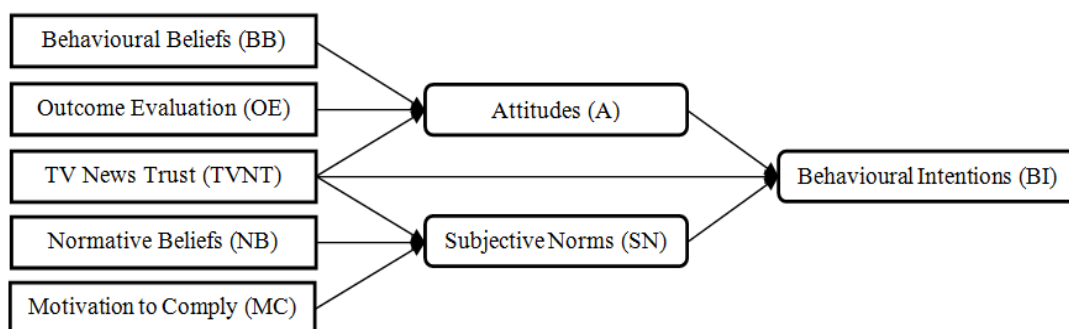 Behavioural Beliefs (BB)
Outcome Evaluation (OE)
Attitudes (A)
TV News Trust (TVNT)
Behavioural Intentions (BI)
Normative Beliefs (NB)
Subjective Norms (SN)
Motivation to Comply (MC)